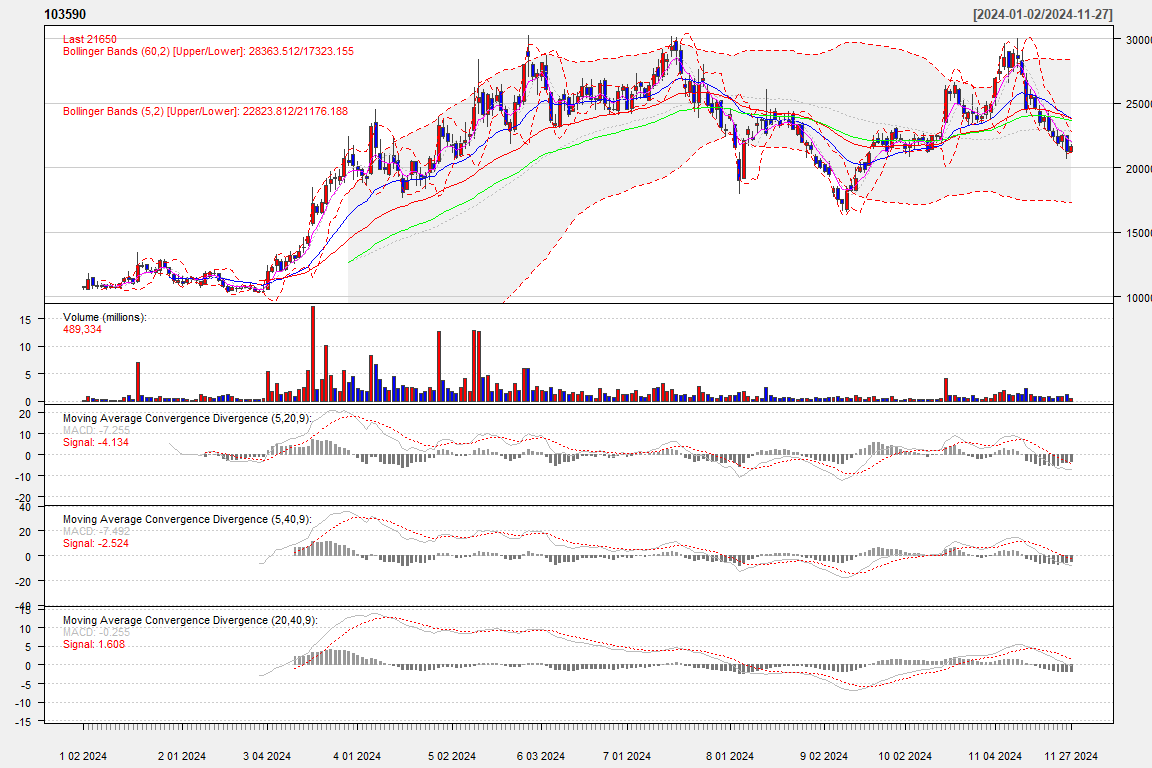 103590 [2024-01-02/2024-11-27]
Last 21650
Bollinger Bands (60,2) [Upper/Lower]: 28363.512/17323.155
Bollinger Bands (5,2) [Upper/Lower]: 22823.812/21176.188
30000
25000
20000
15000
10000
Volume (millions):
489,334
15
10
5
0
Moving Average Convergence Divergence (5,20,9):
MACD: -7.255
Signal: -4.134
20
10
0
-10
-20
Moving Average Convergence Divergence (5,40,9):
MACD: -7.492
Signal: -2.524
40
20
0
-20
-40
Moving Average Convergence Divergence (20,40,9):
MACD: -0.255
Signal: 1.608
15
10
5
0
-5
-10
-15
1 02 2024 2 01 2024 3 04 2024 4 01 2024 5 02 2024 6 03 2024 7 01 2024 8 01 2024 9 02 2024 10 02 2024 11 04 2024 11 27 2024